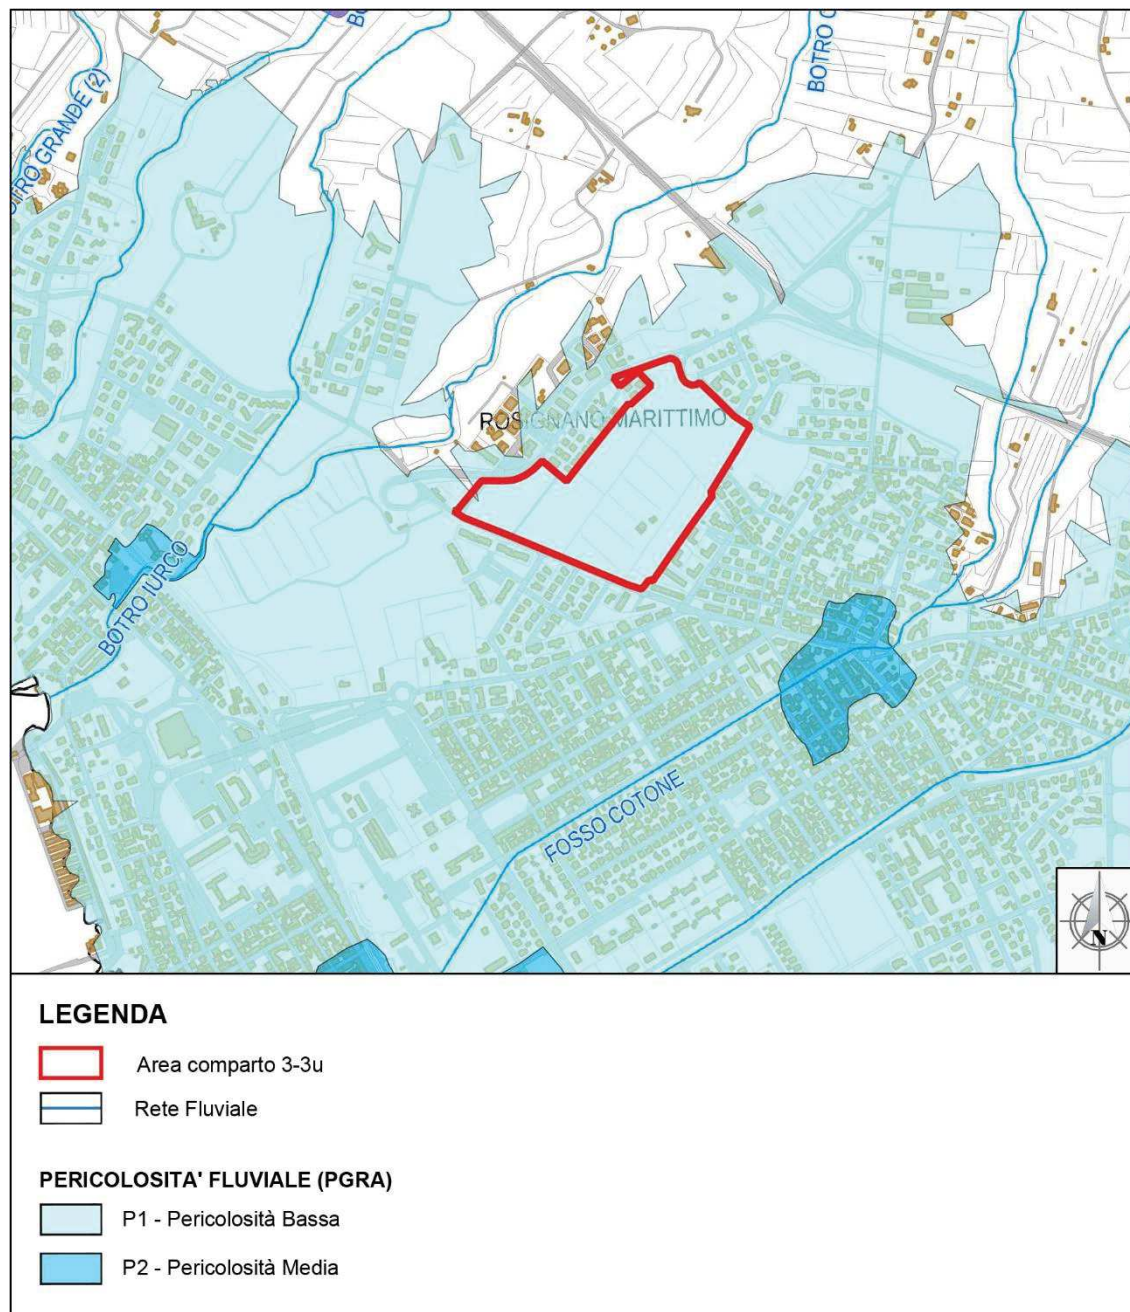 BOTRO GRANDE (2)
BO
BOTRO C
ROSIGNANO MARITTIMO
BOTRO IURCO
FOSSO COTONE
N
LEGENDA
Area comparto 3-3u
Rete Fluviale
PERICOLOSITA' FLUVIALE (PGRA)
P1 - Pericolosità Bassa
P2 - Pericolosità Media